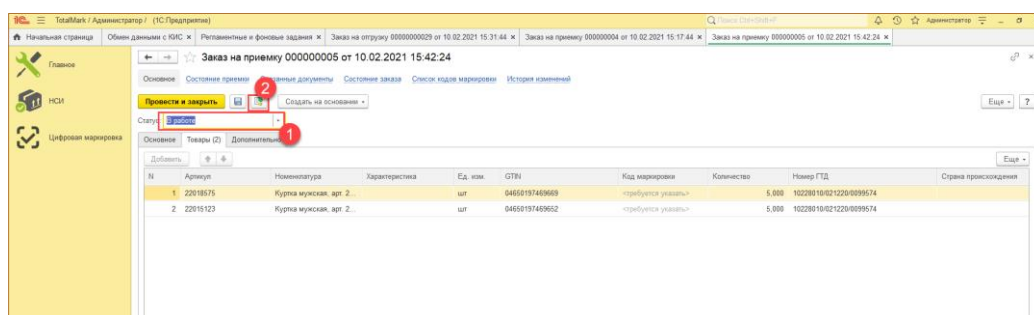 1С TotalMark / Администратор / (1С:Предприятие) Поиск Ctrl+Shift+F Администратор
Начальная страница Обмен данными с КИС × Регламентные и фоновые задания × Заказ на отгрузку 00000000029 от 10.02.2021 15:31:44 × Заказ на приемку 000000004 от 10.02.2021 15:17:44 × Заказ на приемку 000000005 от 10.02.2021 15:42:24 ×
Главное
НСИ
Цифровая маркировка
Заказ на приемку 000000005 от 10.02.2021 15:42:24
Основное Состояние приемки документы Состояние заказа Список кодов маркировки История изменений
2
Провести и закрыть Создать на основании Еще ?
Статус: В работе
1
Основное Товары (2) Дополнительно
Добавить Еще
N Артикул Номенклатура Характеристика Ед. изм. GTIN Код маркировки Количество Номер ГТД Страна происхождения
1 22018575 Куртка мужская, арт. 2... шт 04650197469669 <требуется указать> 5,000 10228010/021220/0099574
2 22015123 Куртка мужская, арт. 2... шт 04650197469652 <требуется указать> 5,000 10228010/021220/0099574